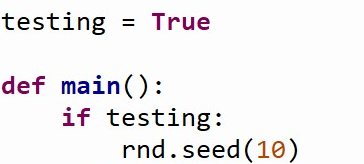 testing = True
def main():
    if testing:
        rnd.seed(10)